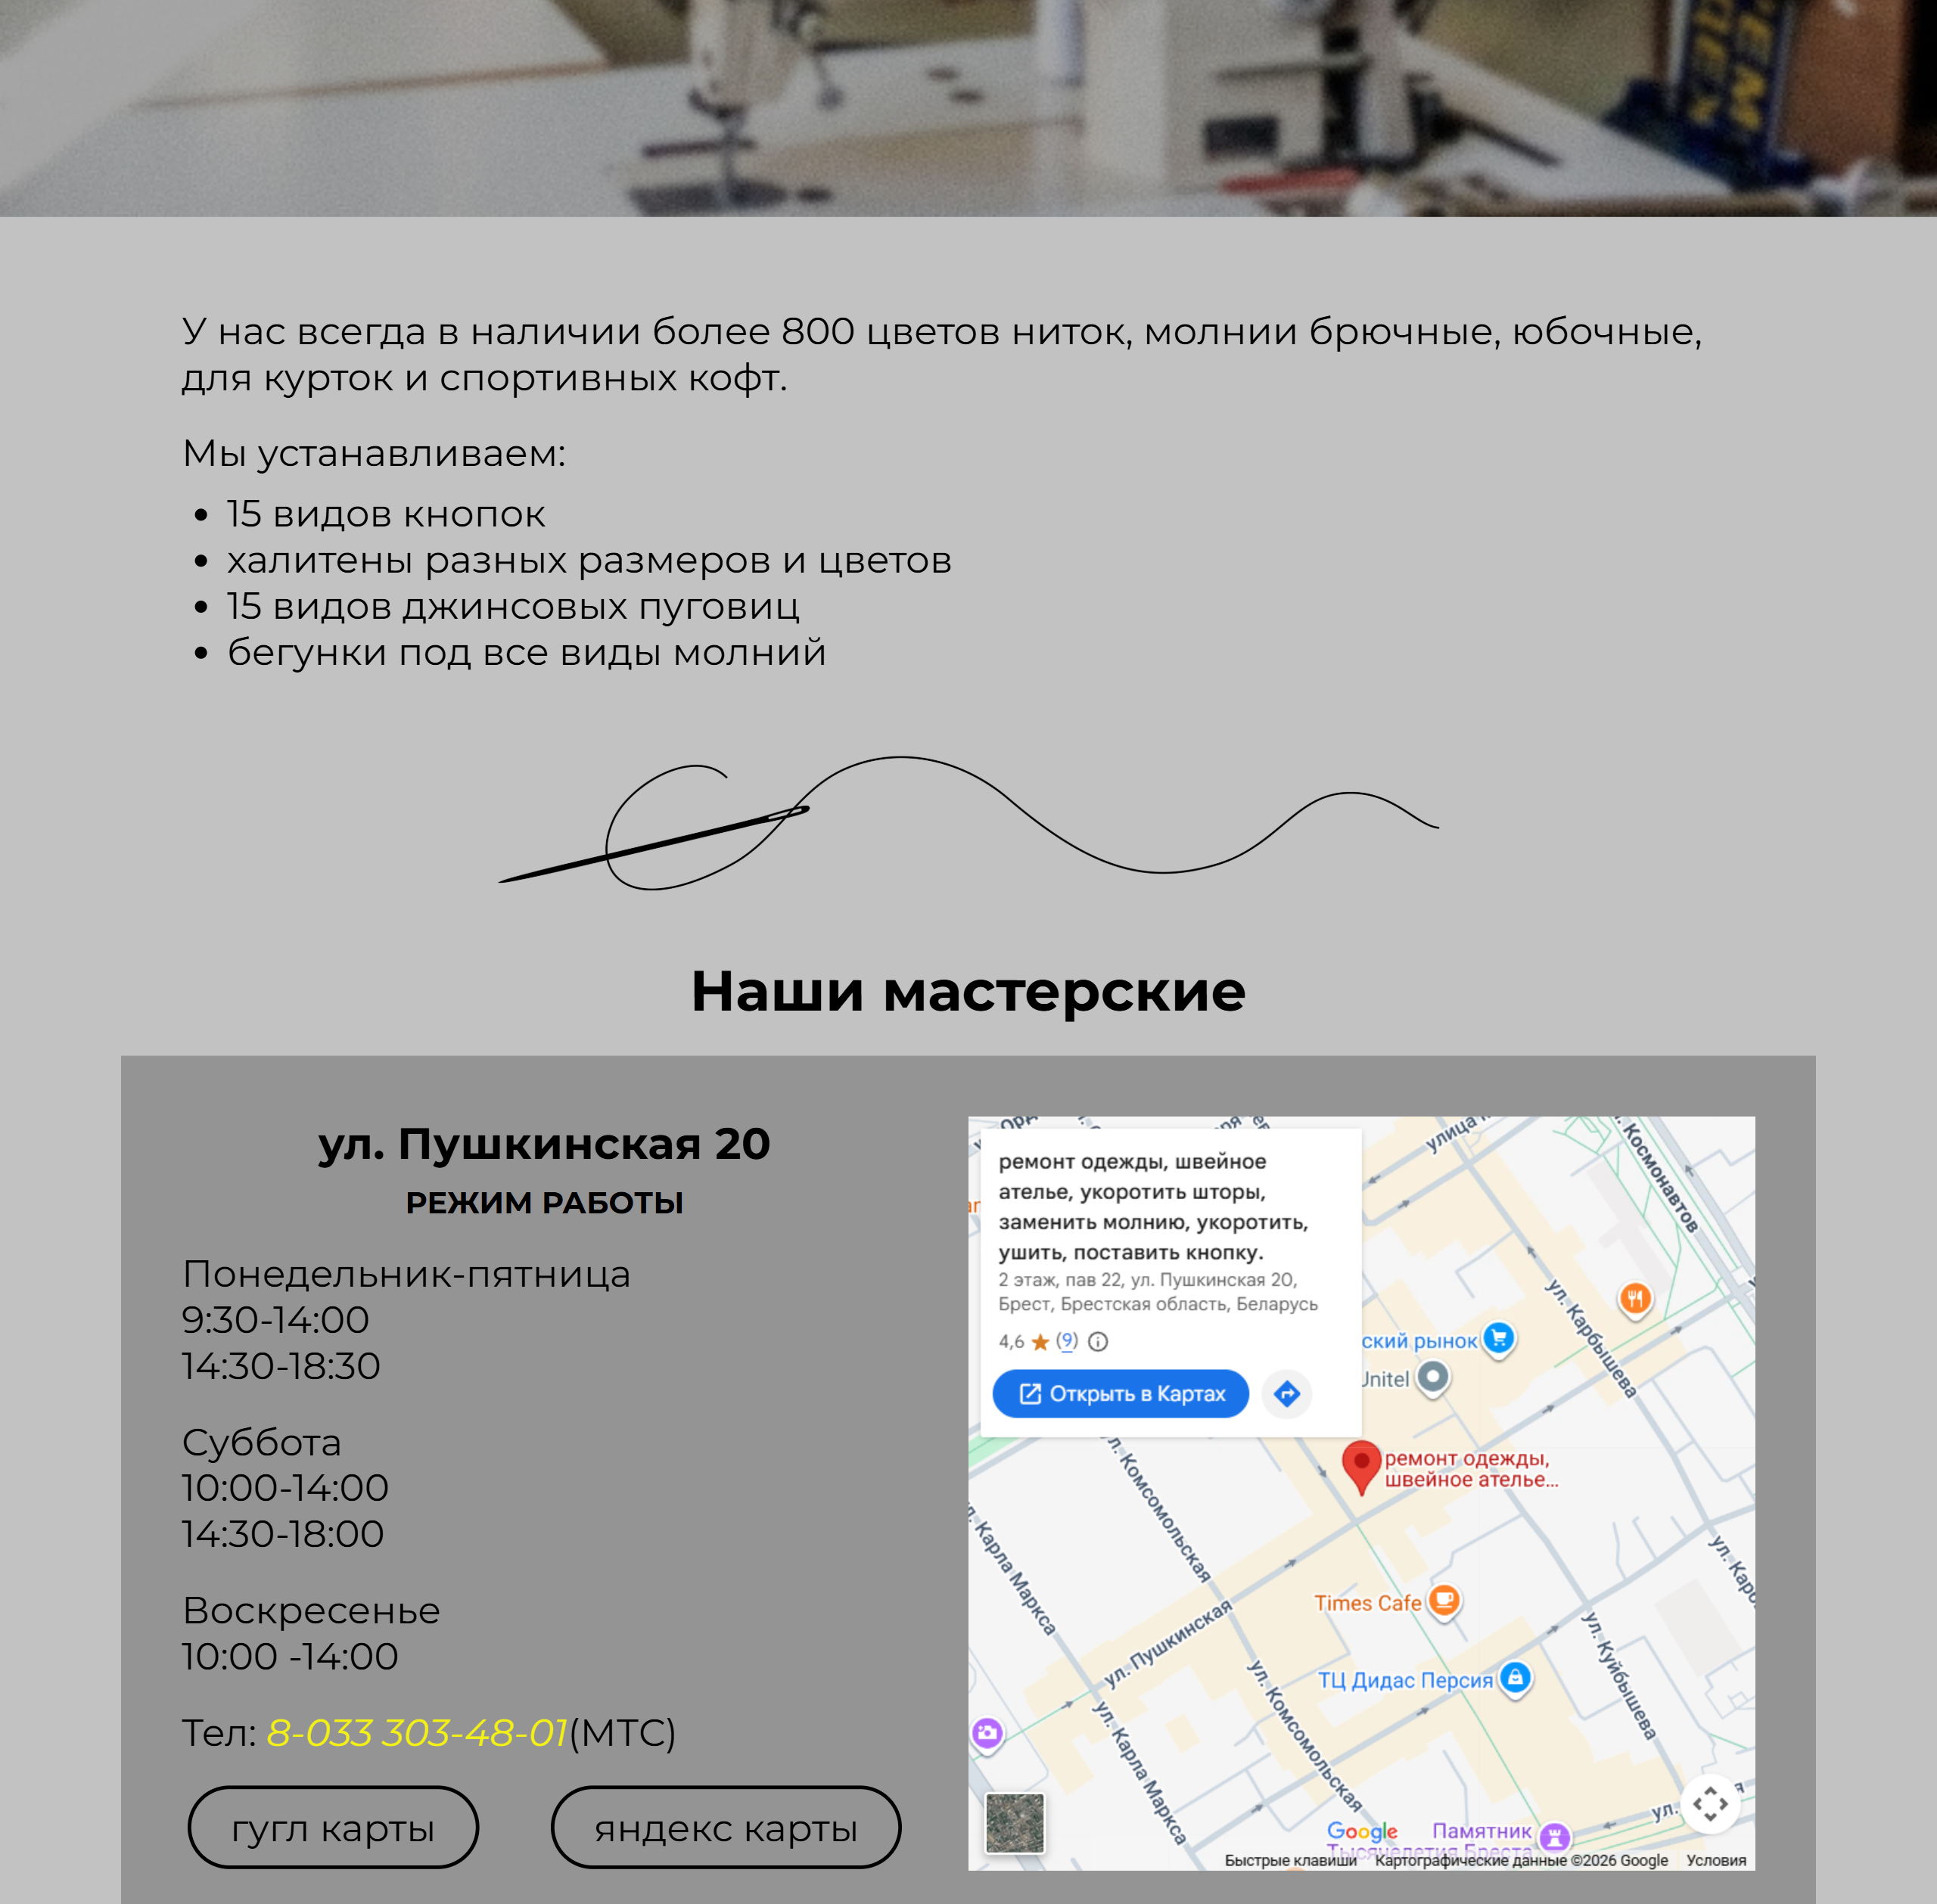 У нас всегда в наличии более 800 цветов ниток, молнии брючные, юбочные,
для курток и спортивных кофт.
Мы устанавливаем:
15 видов кнопок
халитены разных размеров и цветов
15 видов джинсовых пуговиц
бегунки под все виды молний
Наши мастерские
ул. Пушкинская 20
РЕЖИМ РАБОТЫ
Понедельник-пятница
9:30-14:00
14:30-18:30
Суббота
10:00-14:00
14:30-18:00
Воскресенье
10:00 -14:00
Тел: 8-033 303-48-01(МТС)
гугл карты
яндекс карты
ремонт одежды, швейное
ателье, укоротить шторы,
заменить молнию, укоротить,
ушить, поставить кнопку.
2 этаж, пав 22, ул. Пушкинская 20,
Брест, Брестская область, Беларусь
4,6 ★ (9)
Открыть в Картах
улица
ул. Космонавтов
ул. Карбышева
ский рынок
Unitel
ремонт одежды,
швейное ателье...
ул. Комсомольская
ул. Карла Маркса
Times Cafe
ул. Пушкинская
ТЦ Дидас Персия
ул. Куйбышева
ул. Комсомольская
ул. Карла Маркса
ул.
Google
Памятник
Тысячелетия Бреста
Быстрые клавиши
Картографические данные ©2026 Google
Условия